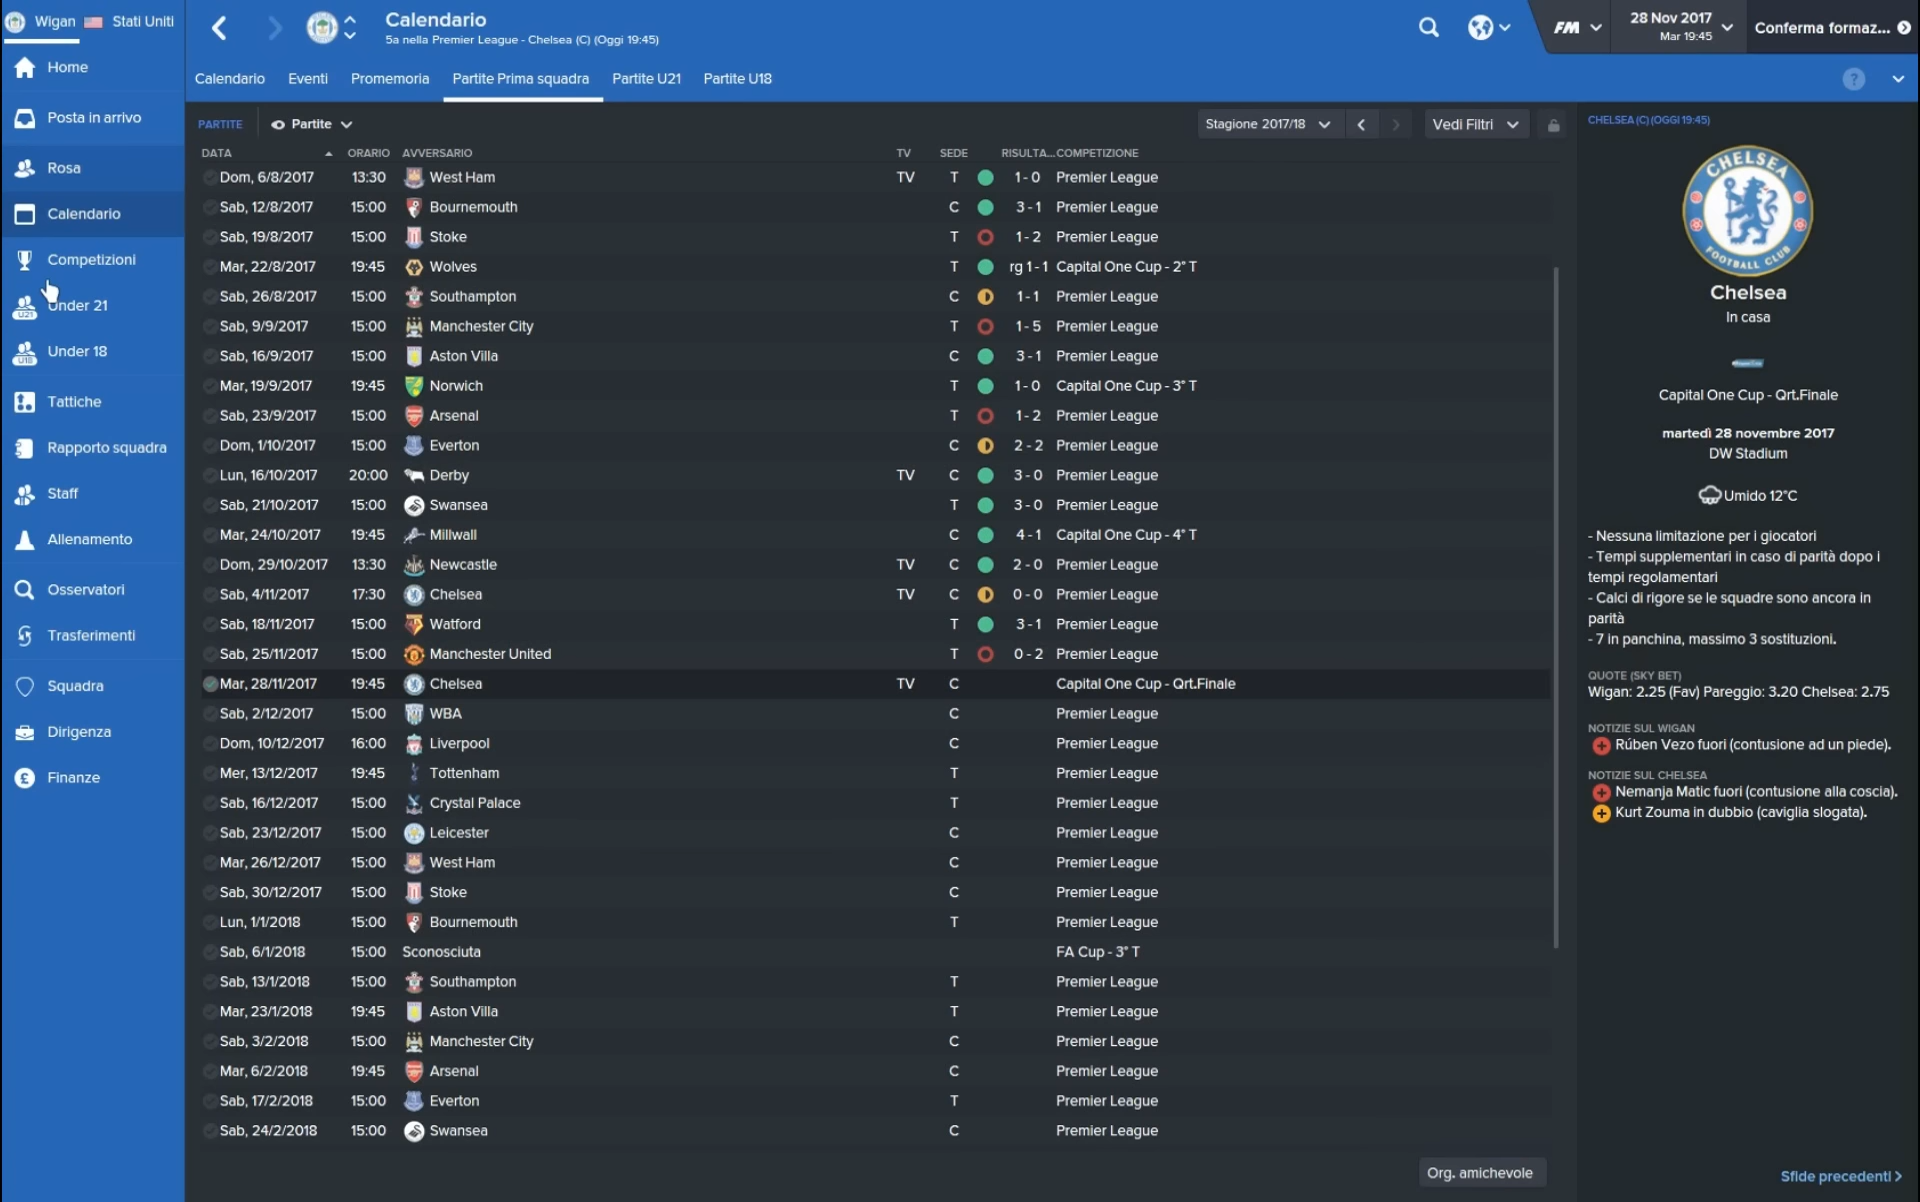 Wigan Stati Uniti
Calendario
5a nella Premier League - Chelsea (C) (Oggi 19:45)
FM
28 Nov 2017
Mar 19:45
Conferma formaz...
Home
Posta in arrivo
Rosa
Calendario
Competizioni
Under 21
Under 18
Tattiche
Rapporto squadra
Staff
Allenamento
Osservatori
Trasferimenti
Squadra
Dirigenza
Finanze
Calendario Eventi Promemoria Partite Prima squadra Partite U21 Partite U18
PARTITE Partite Stagione 2017/18 Vedi Filtri
DATA ORARIO AVVERSARIO TV SEDE RISULTA... COMPETIZIONE
Dom, 6/8/2017 13:30 West Ham TV T 1 - 0 Premier League
Sab, 12/8/2017 15:00 Bournemouth C 3 - 1 Premier League
Sab, 19/8/2017 15:00 Stoke T 1 - 2 Premier League
Mar, 22/8/2017 19:45 Wolves T rg 1 - 1 Capital One Cup - 2° T
Sab, 26/8/2017 15:00 Southampton C 1 - 1 Premier League
Sab, 9/9/2017 15:00 Manchester City T 1 - 5 Premier League
Sab, 16/9/2017 15:00 Aston Villa C 3 - 1 Premier League
Mar, 19/9/2017 19:45 Norwich T 1 - 0 Capital One Cup - 3° T
Sab, 23/9/2017 15:00 Arsenal T 1 - 2 Premier League
Dom, 1/10/2017 15:00 Everton C 2 - 2 Premier League
Lun, 16/10/2017 20:00 Derby TV C 3 - 0 Premier League
Sab, 21/10/2017 15:00 Swansea T 3 - 0 Premier League
Mar, 24/10/2017 19:45 Millwall C 4 - 1 Capital One Cup - 4° T
Dom, 29/10/2017 13:30 Newcastle TV C 2 - 0 Premier League
Sab, 4/11/2017 17:30 Chelsea TV C 0 - 0 Premier League
Sab, 18/11/2017 15:00 Watford T 3 - 1 Premier League
Sab, 25/11/2017 15:00 Manchester United T 0 - 2 Premier League
Mar, 28/11/2017 19:45 Chelsea TV C Capital One Cup - Qrt.Finale
Sab, 2/12/2017 15:00 WBA C Premier League
Dom, 10/12/2017 16:00 Liverpool C Premier League
Mer, 13/12/2017 19:45 Tottenham T Premier League
Sab, 16/12/2017 15:00 Crystal Palace T Premier League
Sab, 23/12/2017 15:00 Leicester C Premier League
Mar, 26/12/2017 15:00 West Ham C Premier League
Sab, 30/12/2017 15:00 Stoke C Premier League
Lun, 1/1/2018 15:00 Bournemouth T Premier League
Sab, 6/1/2018 15:00 Sconosciuta FA Cup - 3° T
Sab, 13/1/2018 15:00 Southampton T Premier League
Mar, 23/1/2018 19:45 Aston Villa T Premier League
Sab, 3/2/2018 15:00 Manchester City C Premier League
Mar, 6/2/2018 19:45 Arsenal C Premier League
Sab, 17/2/2018 15:00 Everton T Premier League
Sab, 24/2/2018 15:00 Swansea C Premier League
Org. amichevole
CHELSEA (C) (OGGI 19:45)
CHELSEA
FOOTBALL CLUB
Chelsea
In casa
Capital One Cup - Qrt.Finale
martedì 28 novembre 2017
DW Stadium
Umido 12°C
- Nessuna limitazione per i giocatori
- Tempi supplementari in caso di parità dopo i
tempi regolamentari
- Calci di rigore se le squadre sono ancora in
parità
- 7 in panchina, massimo 3 sostituzioni.
QUOTE (SKY BET)
Wigan: 2.25 (Fav) Pareggio: 3.20 Chelsea: 2.75
NOTIZIE SUL WIGAN
Rúben Vezo fuori (contusione ad un piede).
NOTIZIE SUL CHELSEA
Nemanja Matic fuori (contusione alla coscia).
Kurt Zouma in dubbio (caviglia slogata).
Sfide precedenti >